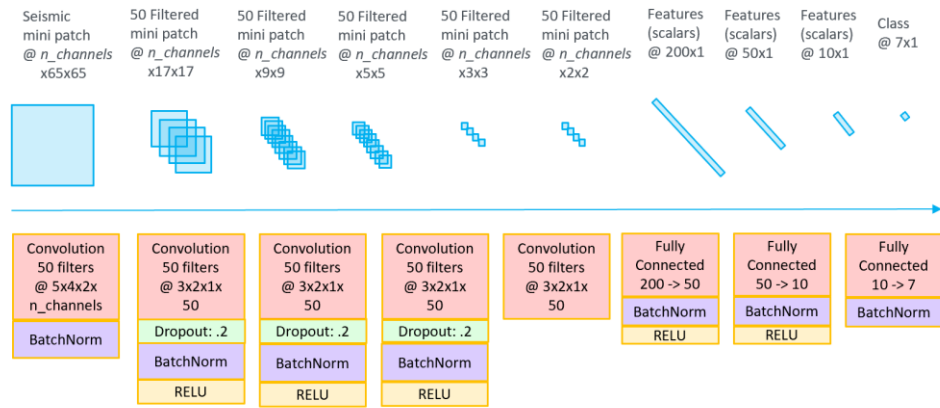 Seismic
mini patch
@ n_channels
x65x65
50 Filtered
mini patch
@ n_channels
x17x17
50 Filtered
mini patch
@ n_channels
x9x9
50 Filtered
mini patch
@ n_channels
x5x5
50 Filtered
mini patch
@ n_channels
x3x3
50 Filtered
mini patch
@ n_channels
x2x2
Features
(scalars)
@ 200x1
Features
(scalars)
@ 50x1
Features
(scalars)
@ 10x1
Class
@ 7x1
Convolution
50 filters
@ 5x4x2x
n_channels
BatchNorm
Convolution
50 filters
@ 3x2x1x
50
Dropout: .2
BatchNorm
RELU
Convolution
50 filters
@ 3x2x1x
50
Dropout: .2
BatchNorm
RELU
Convolution
50 filters
@ 3x2x1x
50
Dropout: .2
BatchNorm
RELU
Convolution
50 filters
@ 3x2x1x
50
Fully
Connected
200 -> 50
BatchNorm
RELU
Fully
Connected
50 -> 10
BatchNorm
RELU
Fully
Connected
10 -> 7
BatchNorm